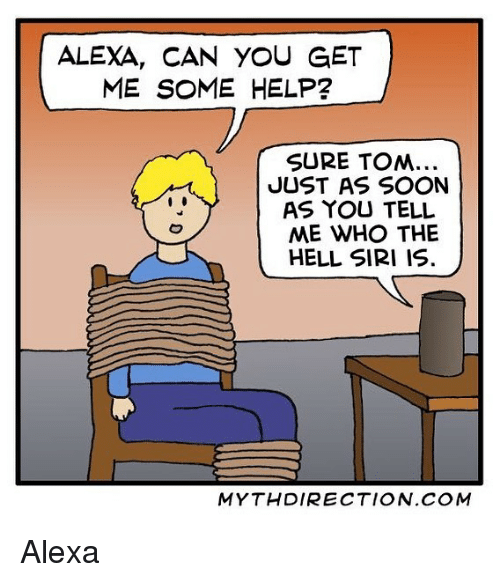 ALEXA, CAN YOU GET
ME SOME HELP?
SURE TOM...
JUST AS SOON
AS YOU TELL
ME WHO THE
HELL SIRI IS.
MYTHDIRECTION.COM
Alexa